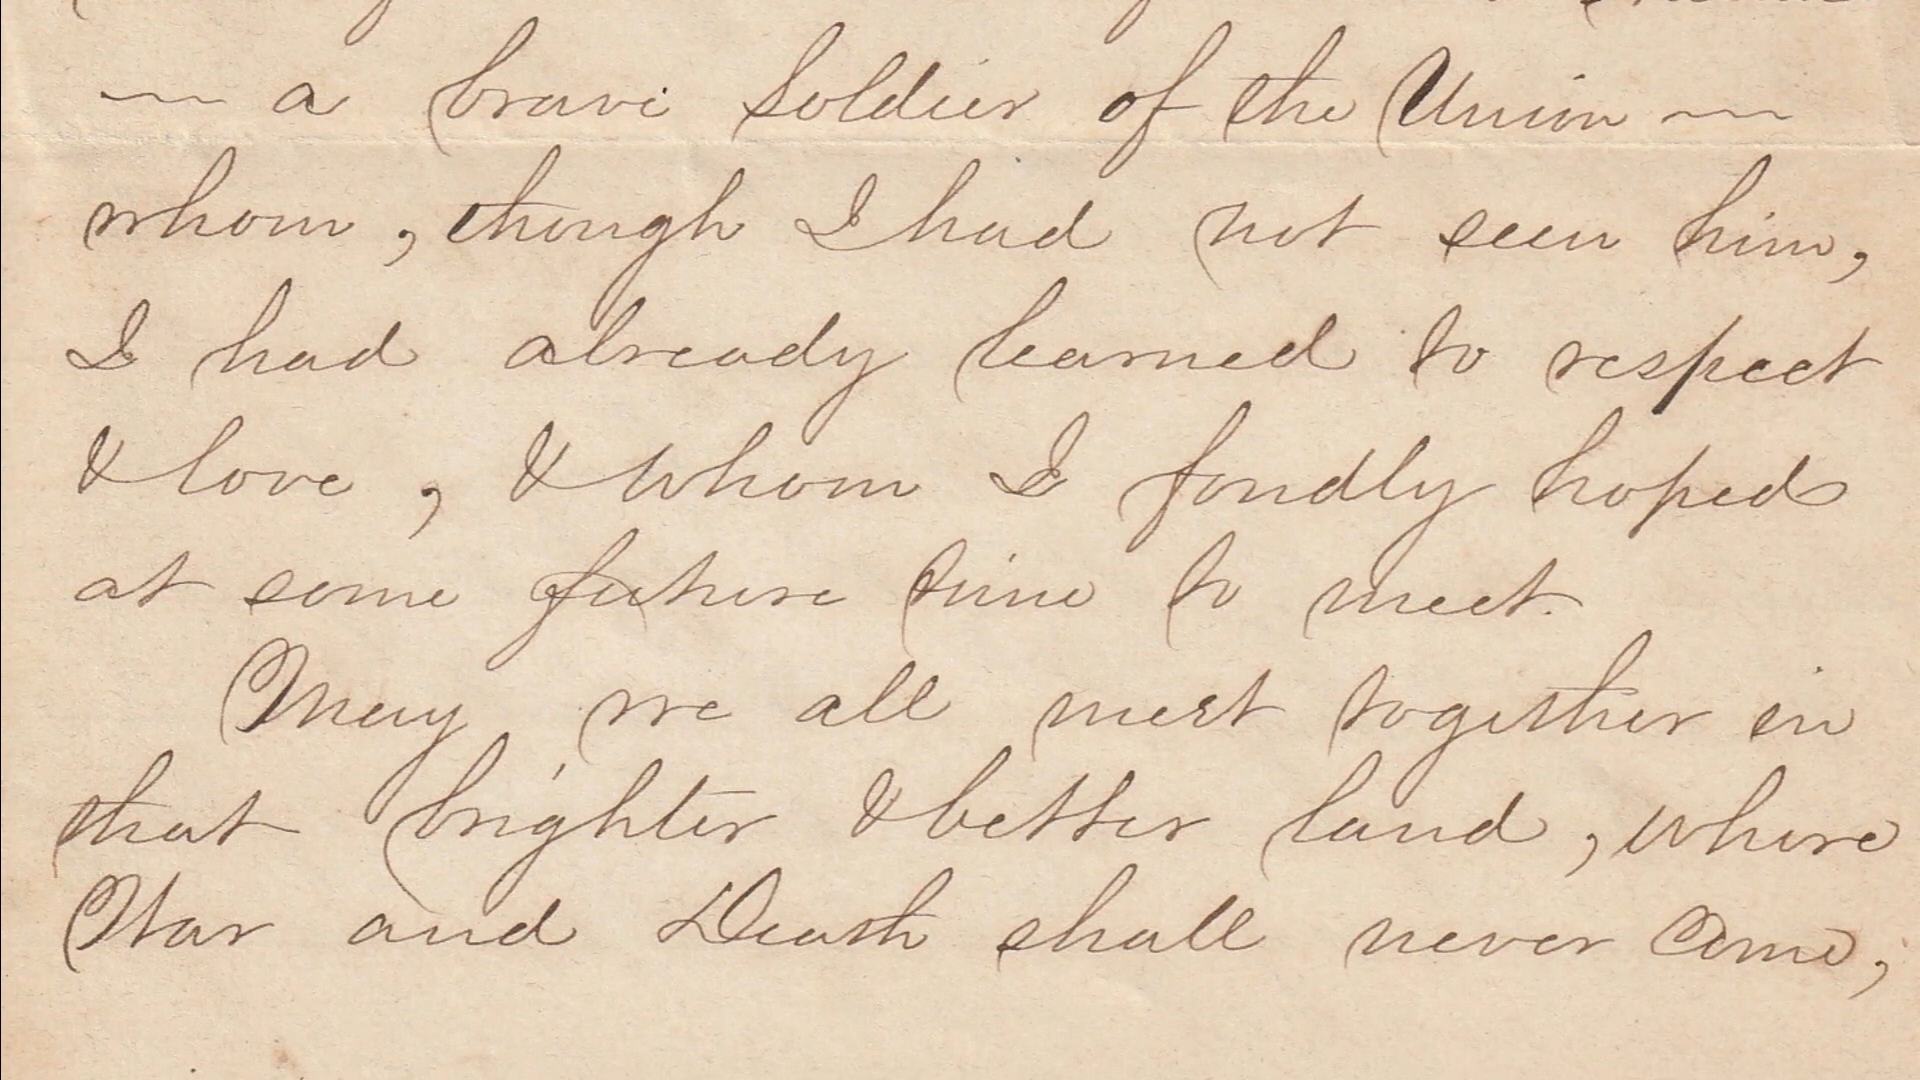 — a brave soldier of the Union —
whom, though I had not seen him,
I had already learned to respect
& love, & whom I fondly hoped
at some future time to meet.
May we all meet together in
that brighter & better land, where
War and Death shall never come;